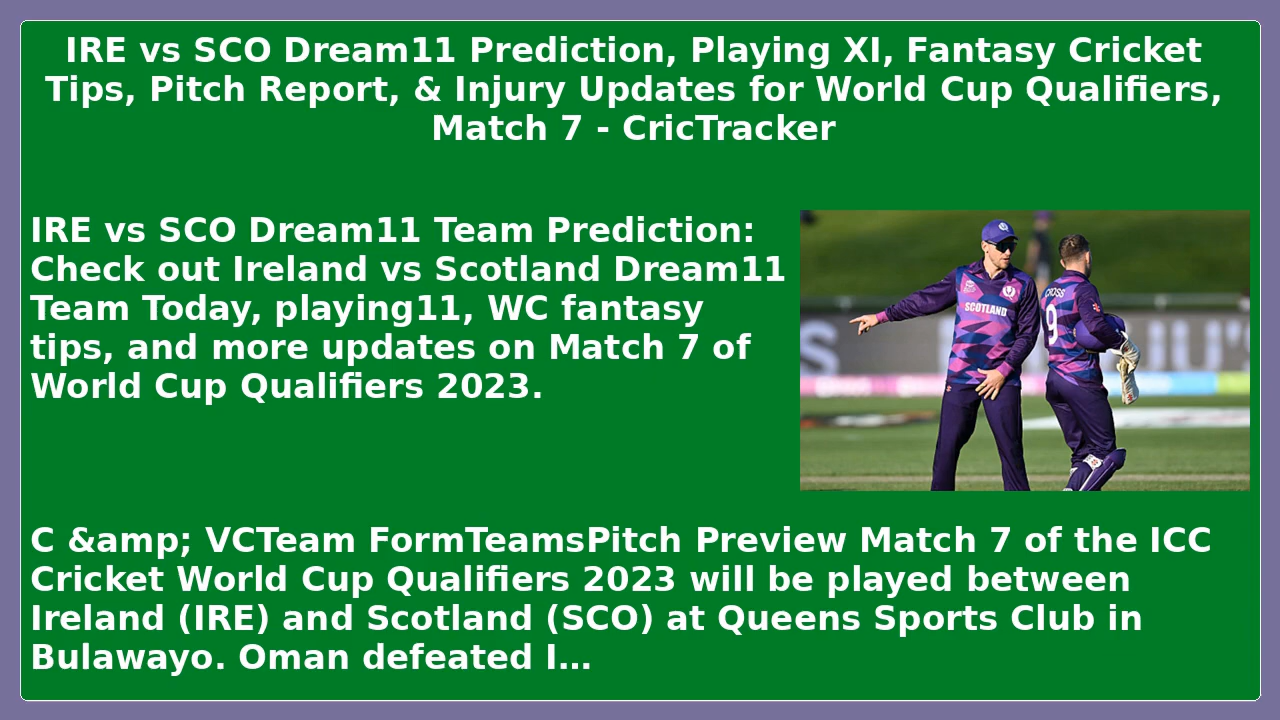 IRE vs SCO Dream11 Prediction, Playing XI, Fantasy Cricket
Tips, Pitch Report, & Injury Updates for World Cup Qualifiers,
Match 7 - CricTracker
IRE vs SCO Dream11 Team Prediction:
Check out Ireland vs Scotland Dream11
Team Today, playing11, WC fantasy
tips, and more updates on Match 7 of
World Cup Qualifiers 2023.
SCOTLAND
CROSS
9
C &amp; VCTeam FormTeamsPitch Preview Match 7 of the ICC
Cricket World Cup Qualifiers 2023 will be played between
Ireland (IRE) and Scotland (SCO) at Queens Sports Club in
Bulawayo. Oman defeated I...